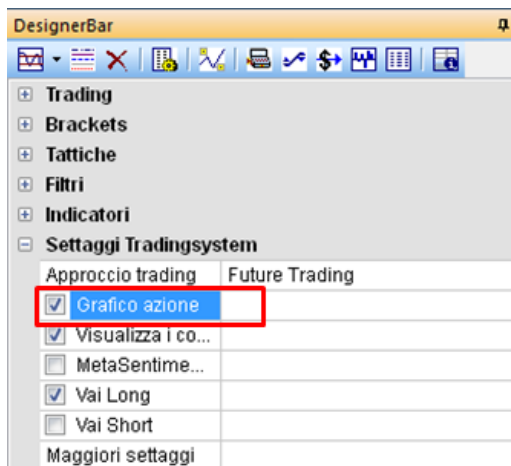 DesignerBar
Trading
Brackets
Tattiche
Filtri
Indicatori
Settaggi Tradingsystem
Approccio trading Future Trading
Grafico azione
Visualizza i co...
MetaSentime...
Vai Long
Vai Short
Maggiori settaggi